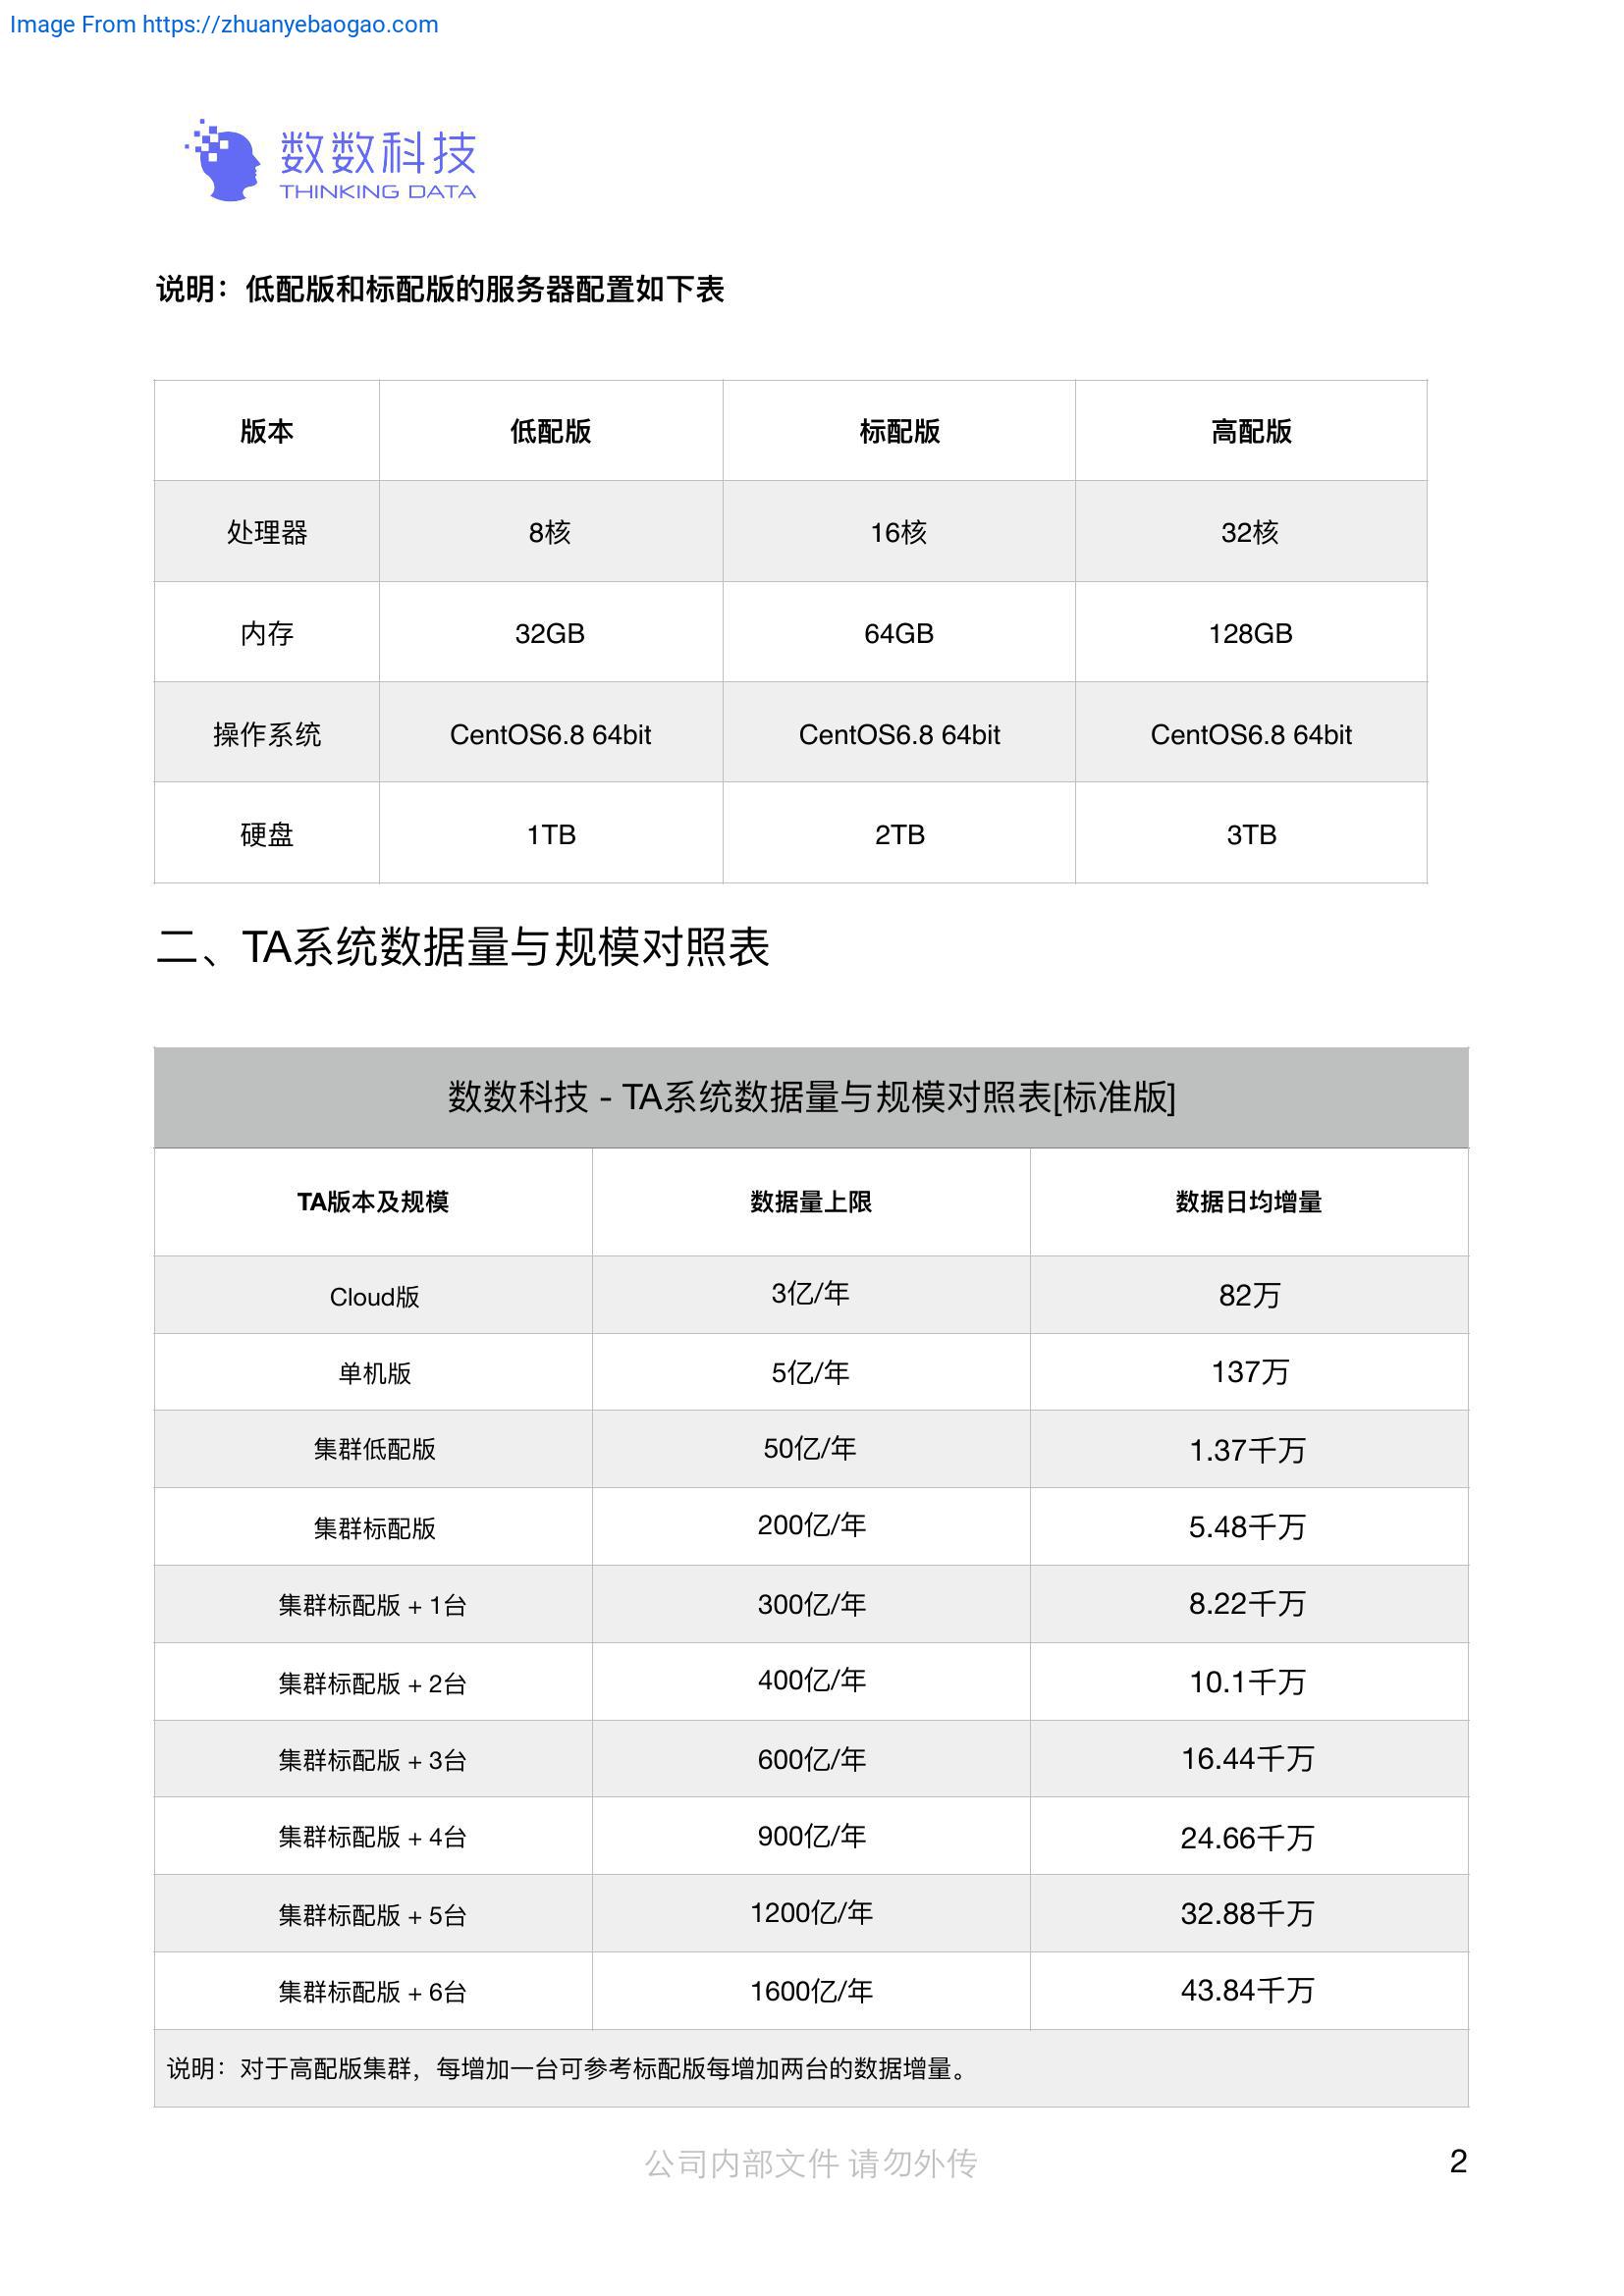 Image From https://zhuanyebaogao.com
数数科技
THINKING DATA
说明：低配版和标配版的服务器配置如下表
版本 低配版 标配版 高配版
处理器 8核 16核 32核
内存 32GB 64GB 128GB
操作系统 CentOS6.8 64bit CentOS6.8 64bit CentOS6.8 64bit
硬盘 1TB 2TB 3TB
二、TA系统数据量与规模对照表
数数科技 - TA系统数据量与规模对照表[标准版]
TA版本及规模 数据量上限 数据日均增量
Cloud版 3亿/年 82万
单机版 5亿/年 137万
集群低配版 50亿/年 1.37千万
集群标配版 200亿/年 5.48千万
集群标配版 + 1台 300亿/年 8.22千万
集群标配版 + 2台 400亿/年 10.1千万
集群标配版 + 3台 600亿/年 16.44千万
集群标配版 + 4台 900亿/年 24.66千万
集群标配版 + 5台 1200亿/年 32.88千万
集群标配版 + 6台 1600亿/年 43.84千万
说明：对于高配版集群，每增加一台可参考标配版每增加两台的数据增量。
公司内部文件 请勿外传
2